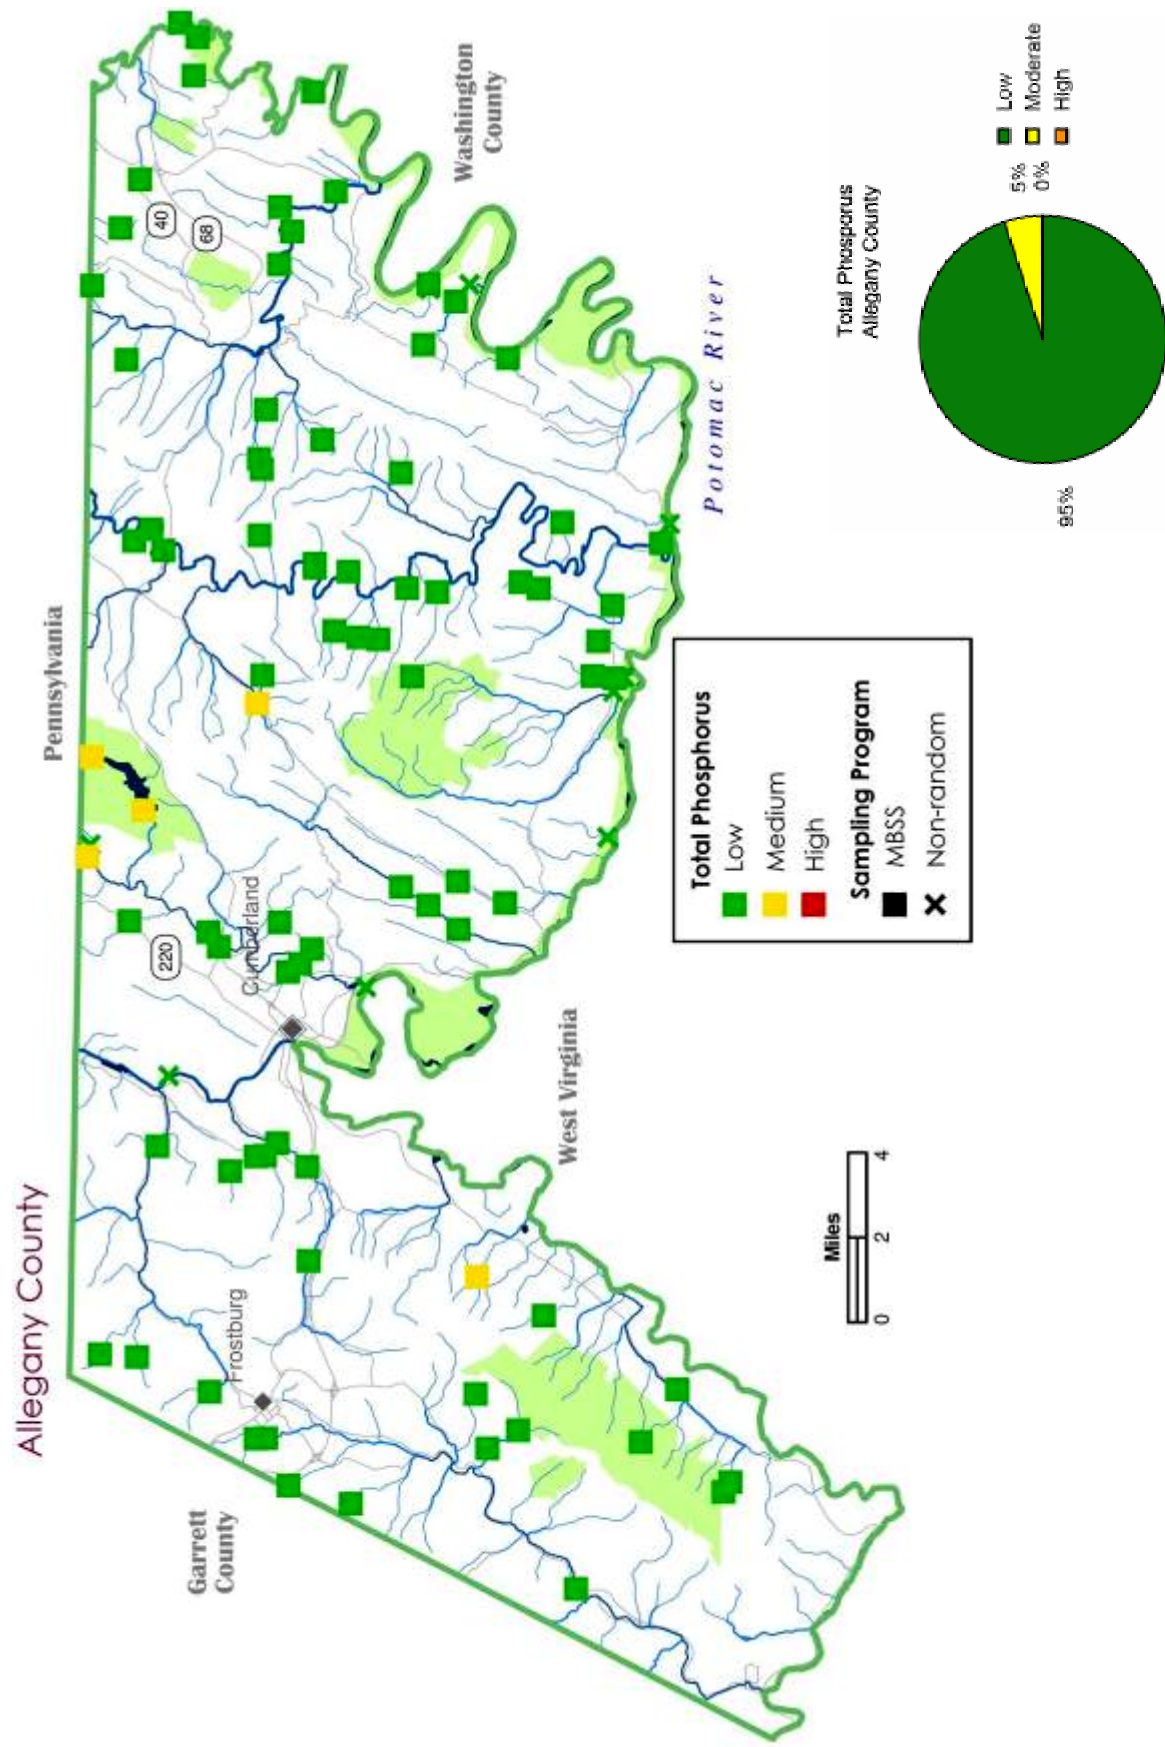 Allegany County
Pennsylvania
Garrett
County
Frostburg
Cumberland
220
40
68
Washington
County
West Virginia
Potomac River
Miles
0 2 4
Total Phosphorus
Low
Medium
High
Sampling Program
MBSS
Non-random
Total Phosporus
Allegany County
95%
5%
0%
Low
Moderate
High